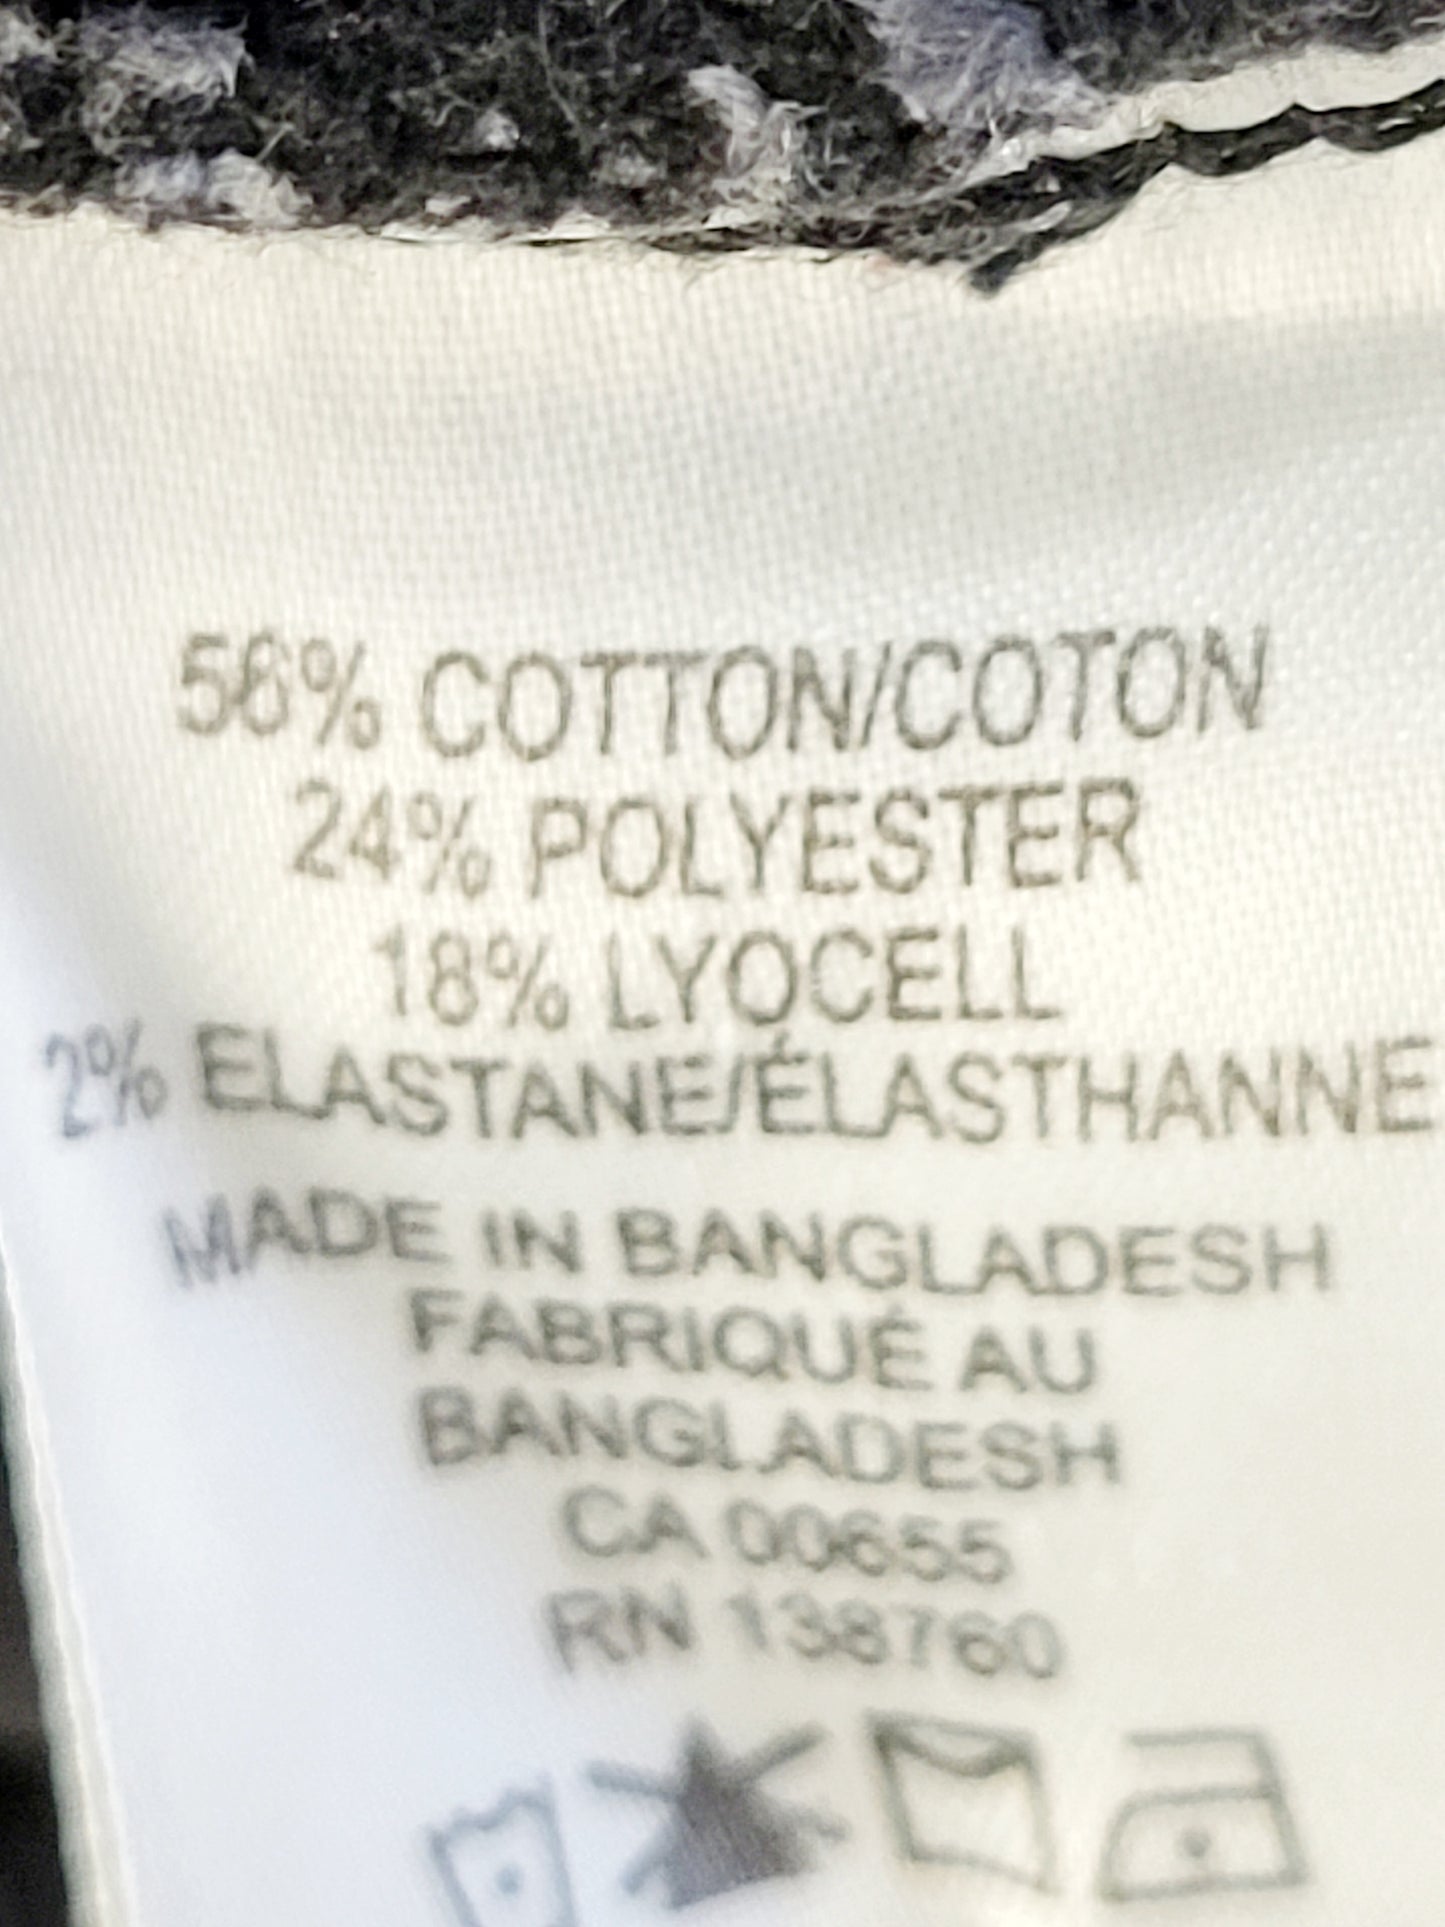 56% COTTON/COTON
24% POLYESTER
18% LYOCELL
2% ELASTANE/ÉLASTHANNE
MADE IN BANGLADESH
FABRIQUÉ AU
BANGLADESH
CA 00655
RN 138760